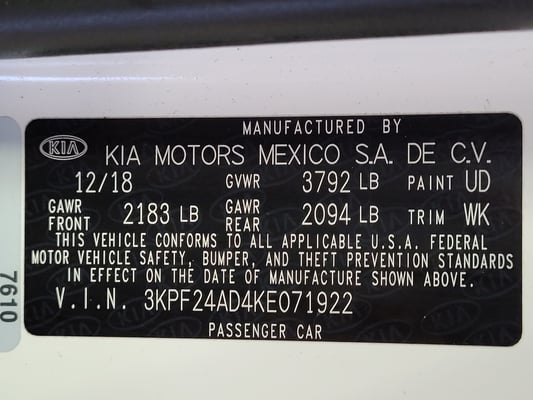 MANUFACTURED BY
KIA KIA MOTORS MEXICO S.A. DE C.V.
12/18 GVWR 3792 LB PAINT UD
GAWR FRONT 2183 LB GAWR REAR 2094 LB TRIM WK
THIS VEHICLE CONFORMS TO ALL APPLICABLE U.S.A. FEDERAL
MOTOR VEHICLE SAFETY, BUMPER, AND THEFT PREVENTION STANDARDS
IN EFFECT ON THE DATE OF MANUFACTURE SHOWN ABOVE.
V.I.N. 3KPF24AD4KE071922
PASSENGER CAR
7610